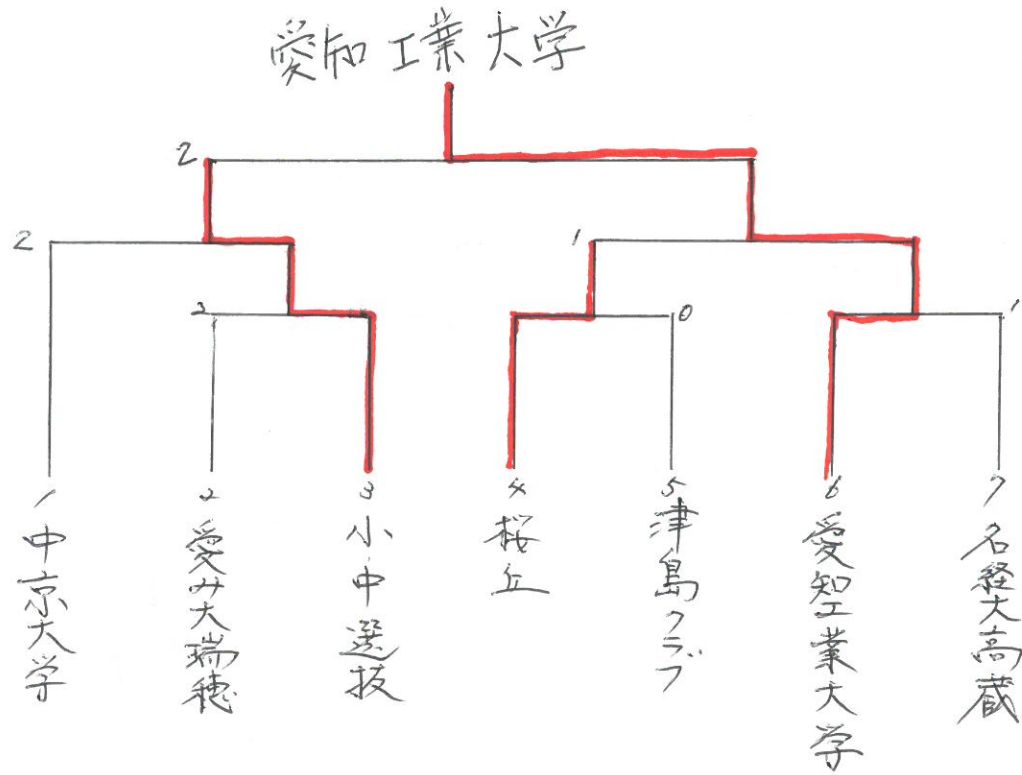 愛知工業大学
2
2
1
2
0
1
1 中京大学
2 愛み大瑞穂
3 小中選抜
4 桜丘
5 津島クラブ
6 愛知工業大学
7 名経大高蔵